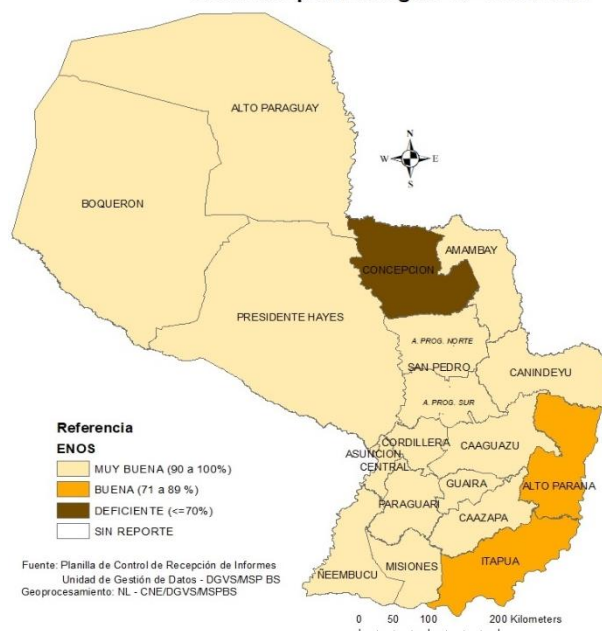 ALTO PARAGUAY
N
W E
S
BOQUERON
AMAMBAY
CONCEPCION
PRESIDENTE HAYES
A. PROG. NORTE
SAN PEDRO
CANINDEYU
A. PROG. SUR
Referencia
ENOS
MUY BUENA (90 a 100%)
BUENA (71 a 89 %)
DEFICIENTE (<=70%)
SIN REPORTE
CORDILLERA
CAAGUAZU
ASUNCION
CENTRAL
GUAIRA
ALTO PARANA
PARAGUARI
CAAZAPA
ITAPUA
MISIONES
ÑEEMBUCU
Fuente: Planilla de Control de Recepción de Informes
Unidad de Gestión de Datos - DGVS/MSP BS
Geoprocesamiento: NL - CNE/DGVS/MSPBS
0 100 200 Kilometers